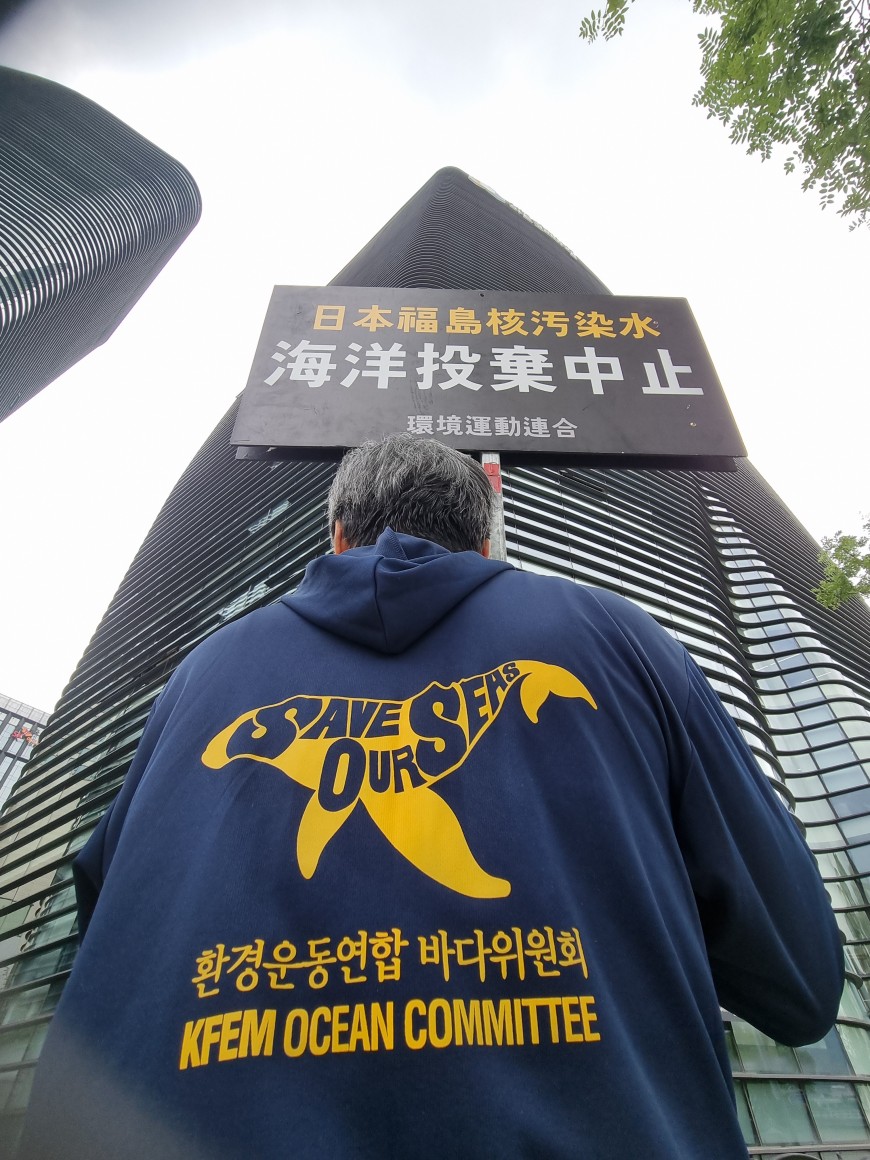 日本福島核汚染水
海洋投棄中止
環境運動連合
SAVE
OUR SEAS
환경운동연합 바다위원회
KFEM OCEAN COMMITTEE